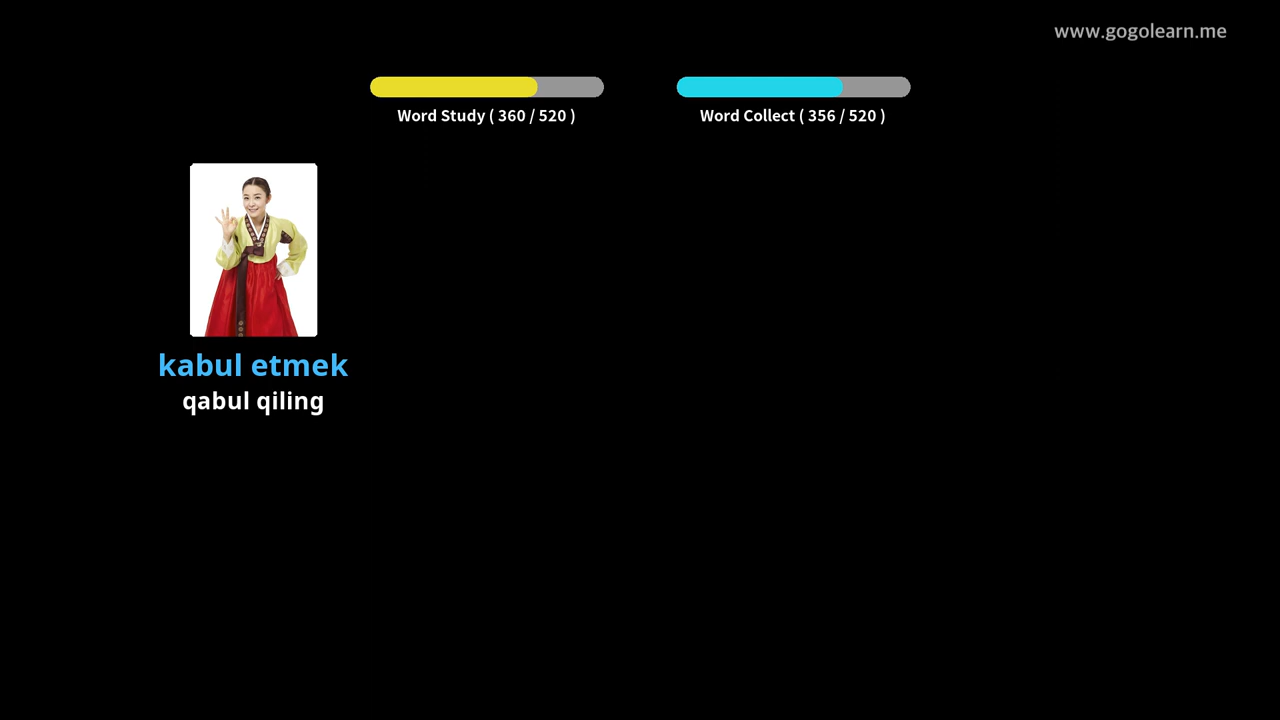 www.gogolearn.me
Word Study ( 360 / 520 )
Word Collect ( 356 / 520 )
kabul etmek
qabul qiling